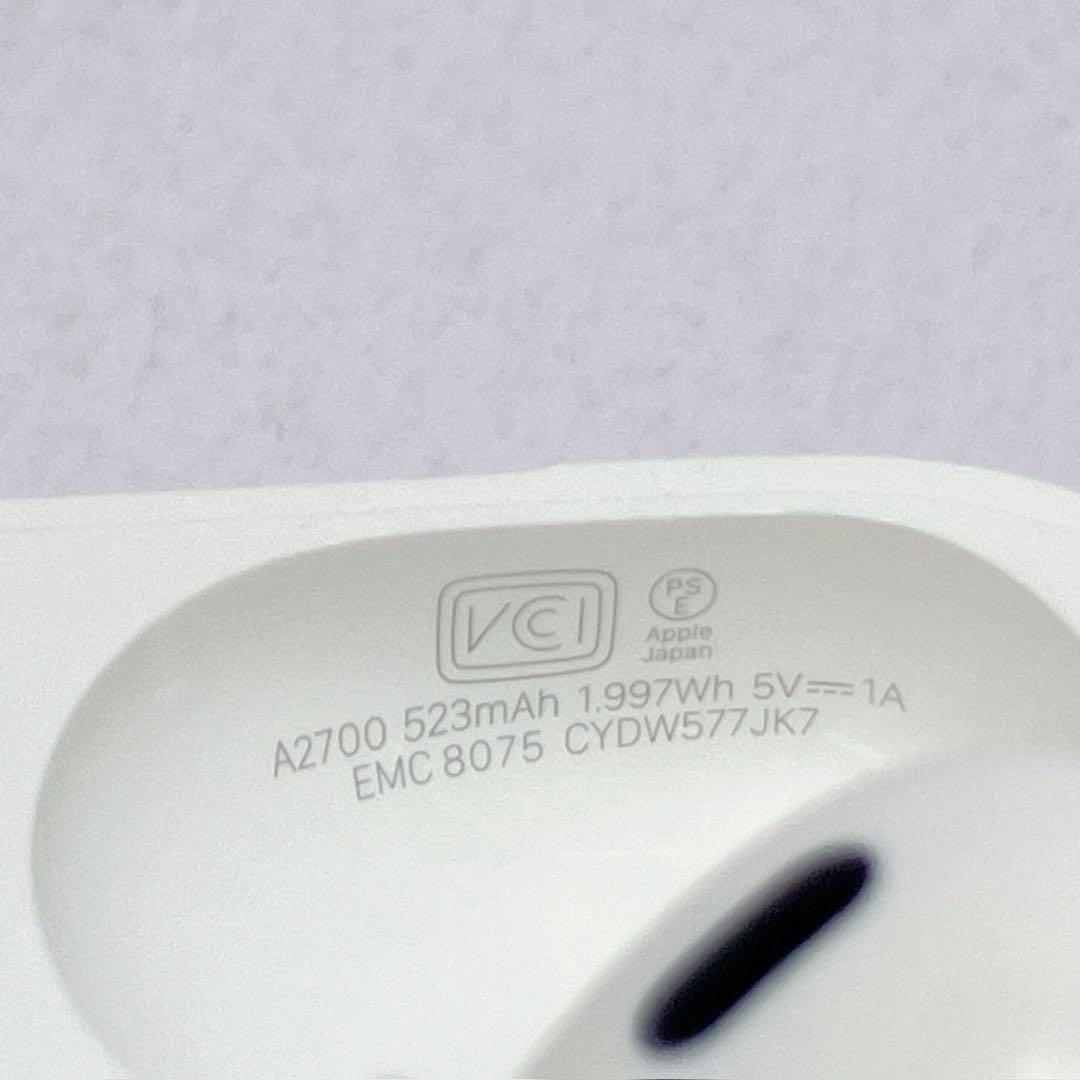 VCI
PS
E
Apple
Japan
A2700 523mAh 1.997Wh 5V⎓1A
EMC 8075 CYDW577JK7